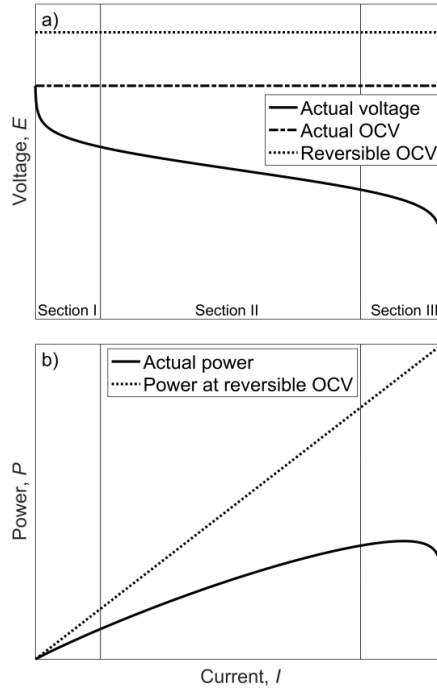 a)
Voltage, E
Actual voltage
Actual OCV
Reversible OCV
Section I
Section II
Section III
b)
Power, P
Actual power
Power at reversible OCV
Current, I